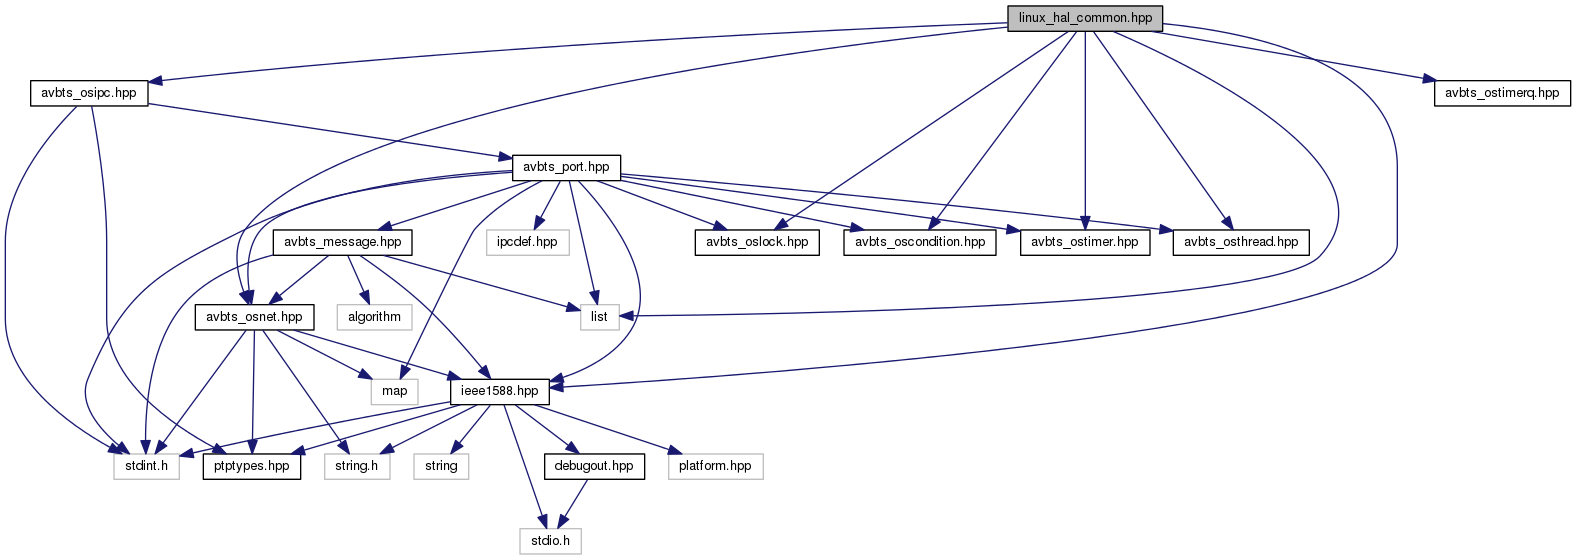 linux_hal_common.hpp
avbts_osipc.hpp
avbts_ostimerq.hpp
avbts_port.hpp
avbts_message.hpp
ipcdef.hpp
avbts_oslock.hpp
avbts_oscondition.hpp
avbts_ostimer.hpp
avbts_osthread.hpp
avbts_osnet.hpp
algorithm
list
map
ieee1588.hpp
stdint.h
ptptypes.hpp
string.h
string
debugout.hpp
platform.hpp
stdio.h